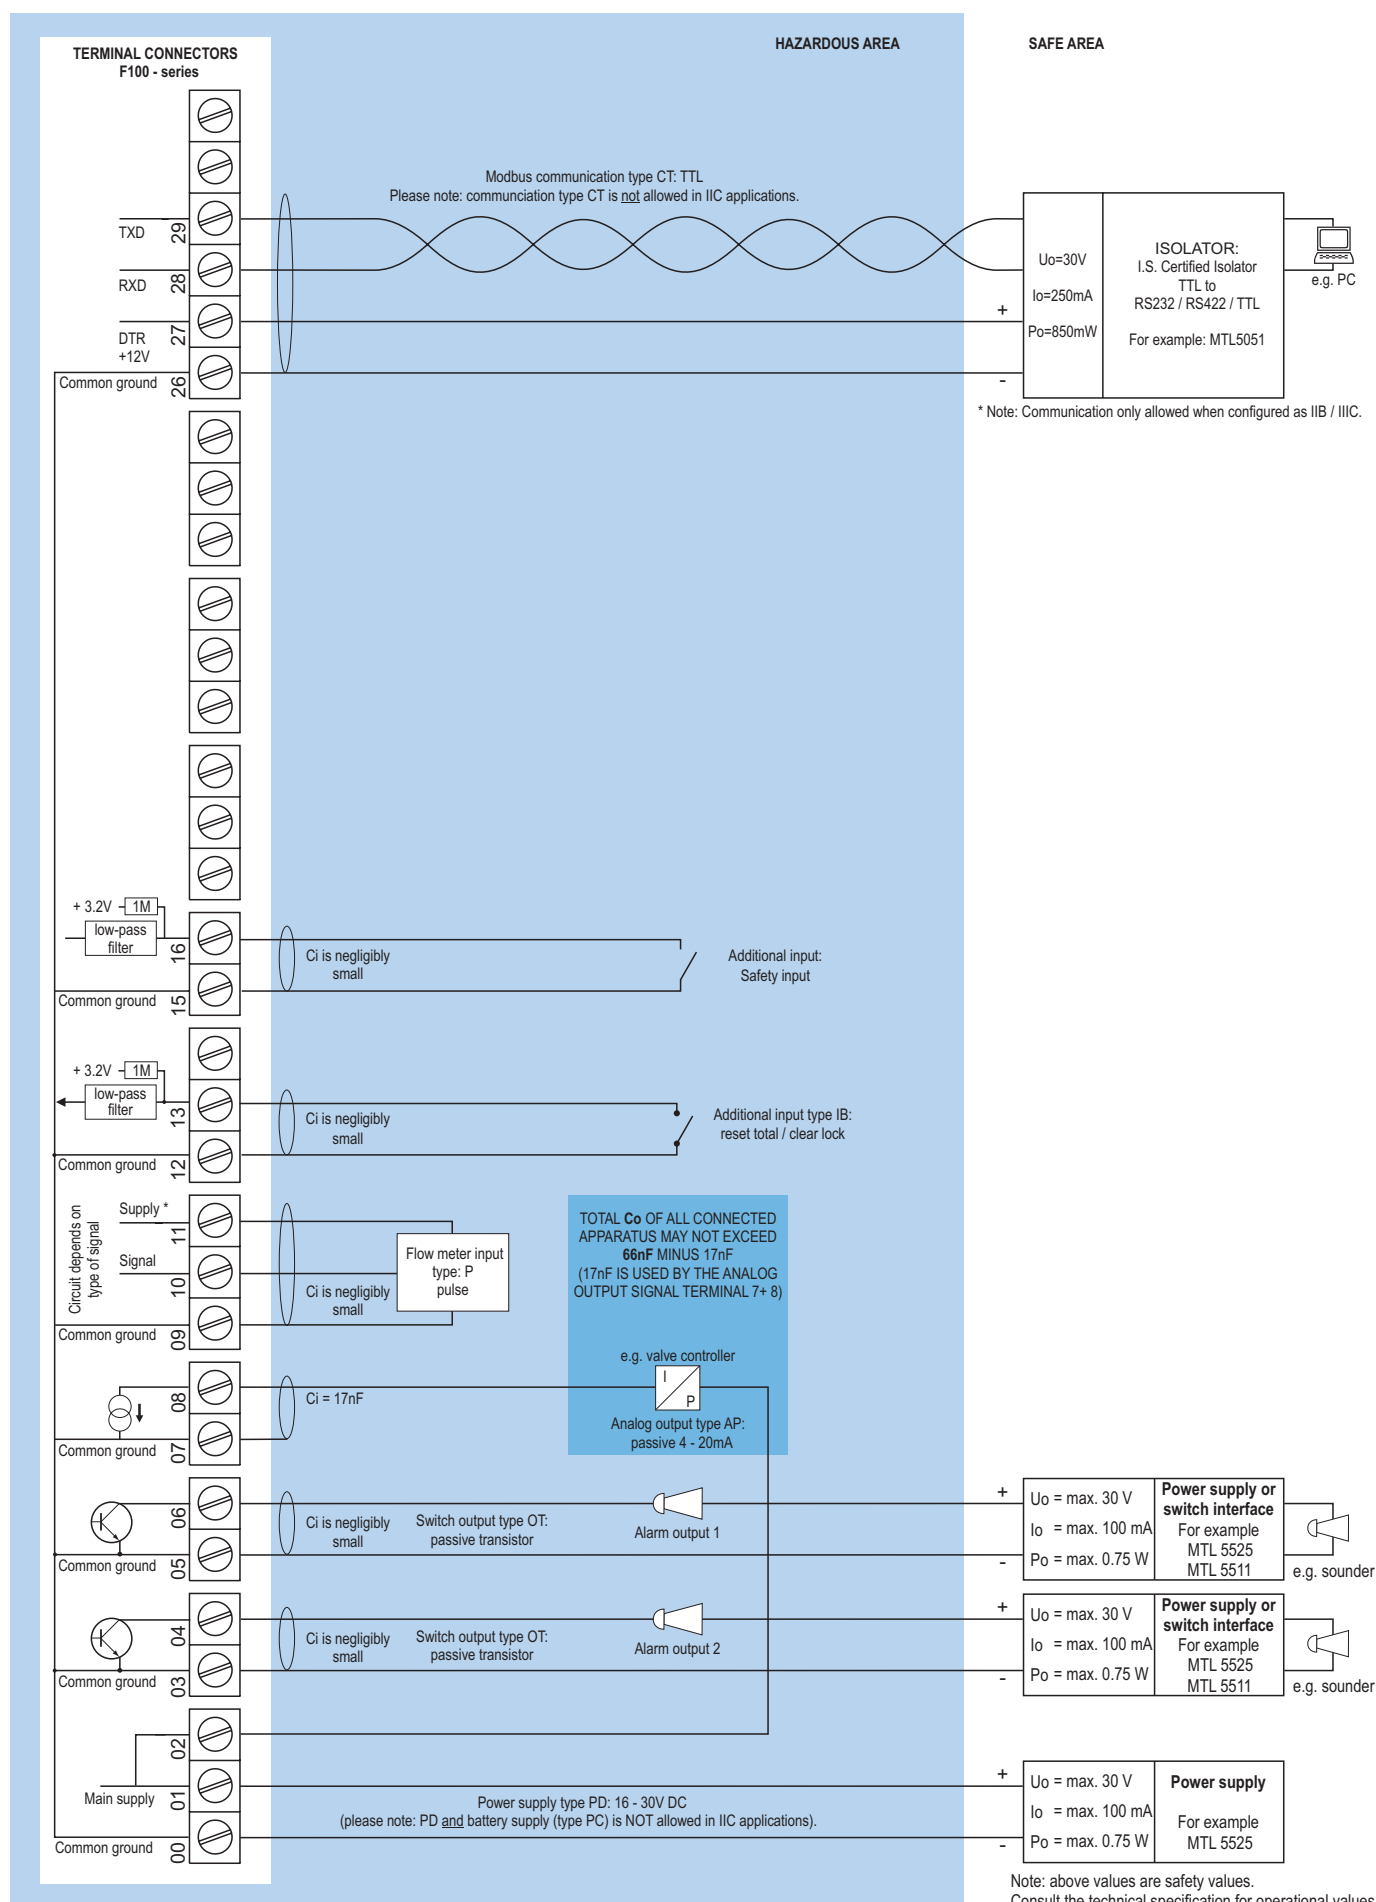 HAZARDOUS AREA
SAFE AREA
TERMINAL CONNECTORS
F100 - series
Modbus communication type CT: TTL
Please note: communciation type CT is not allowed in IIC applications.
TXD
29
RXD
28
DTR
+12V
27
Common ground
26
+
-
Uo=30V
Io=250mA
Po=850mW
ISOLATOR:
I.S. Certified Isolator
TTL to
RS232 / RS422 / TTL
For example: MTL5051
e.g. PC
* Note: Communication only allowed when configured as IIB / IIIC.
+ 3.2V
1M
low-pass
filter
16
Common ground
15
Ci is negligibly
small
Additional input:
Safety input
+ 3.2V
1M
low-pass
filter
13
Common ground
12
Ci is negligibly
small
Additional input type IB:
reset total / clear lock
Circuit depends on
type of signal
Supply *
11
Signal
10
Common ground
09
Ci is negligibly
small
Flow meter input
type: P
pulse
TOTAL Co OF ALL CONNECTED
APPARATUS MAY NOT EXCEED
66nF MINUS 17nF
(17nF IS USED BY THE ANALOG
OUTPUT SIGNAL TERMINAL 7+ 8)
e.g. valve controller
I
P
Analog output type AP:
passive 4 - 20mA
08
Common ground
07
Ci = 17nF
06
Common ground
05
Ci is negligibly
small
Switch output type OT:
passive transistor
Alarm output 1
+
-
Uo = max. 30 V
Io = max. 100 mA
Po = max. 0.75 W
Power supply or
switch interface
For example
MTL 5525
MTL 5511
e.g. sounder
04
Common ground
03
Ci is negligibly
small
Switch output type OT:
passive transistor
Alarm output 2
+
-
Uo = max. 30 V
Io = max. 100 mA
Po = max. 0.75 W
Power supply or
switch interface
For example
MTL 5525
MTL 5511
e.g. sounder
02
Main supply
01
Common ground
00
Power supply type PD: 16 - 30V DC
(please note: PD and battery supply (type PC) is NOT allowed in IIC applications).
+
-
Uo = max. 30 V
Io = max. 100 mA
Po = max. 0.75 W
Power supply
For example
MTL 5525
Note: above values are safety values.
Consult the technical specification for operational values